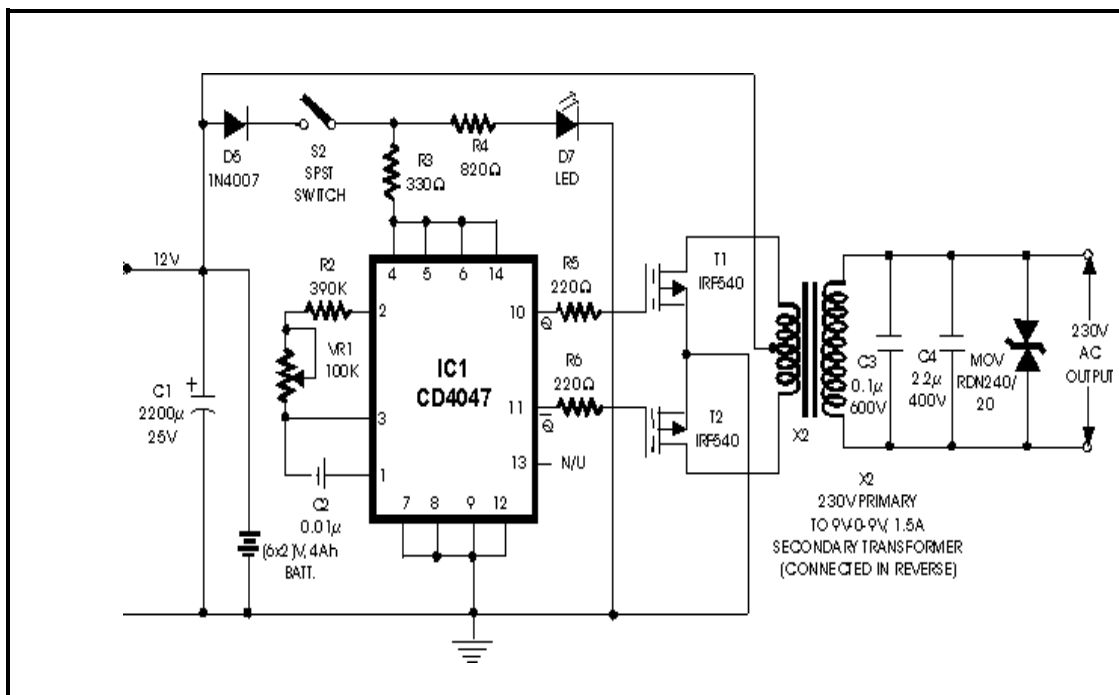 D5
1N4007
S2
SPST
SWITCH
R3
330Ω
R4
820Ω
D7
LED
12V
C1
2200µ
25V
+
R2
390K
VR1
100K
C2
0.01µ
(6x2)V, 4Ah
BATT.
4 5 6 14
2
3
1
IC1
CD4047
10
11
13
7 8 9 12
Q
Q
N/U
R5
220Ω
R6
220Ω
T1
IRF540
T2
IRF540
X2
C3
0.1µ
600V
C4
2.2µ
400V
MOV
RDN240/
20
230V
AC
OUTPUT
X2
230V PRIMARY
TO 9V-0-9V, 1.5A
SECONDARY TRANSFORMER
(CONNECTED IN REVERSE)